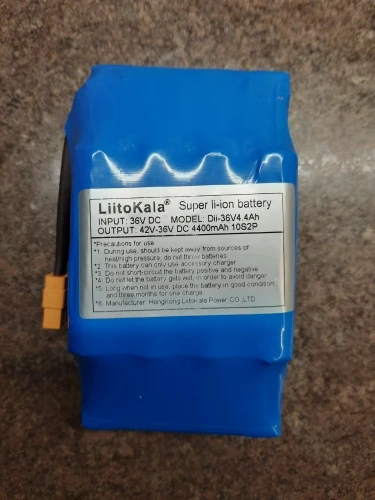 LiitoKala® Super li-ion battery
INPUT: 36V DC MODEL: Dii-36V4.4Ah
OUTPUT: 42V-36V DC 4400mAh 10S2P
*Precautions for use
*1. During use, should be kept away from sources of
heat/high pressure, do not throw batteries
*2. This battery can only use accessory charger
*3. Do not short-circuit the battery positive and negative
*4. Do not let the battery gets wet, in order to avoid danger
*5. Long when not in use, place the battery in good condition
and three months for one charge.
*6. Manufacturer: HongKong LiitoKala Power CO.,LTD